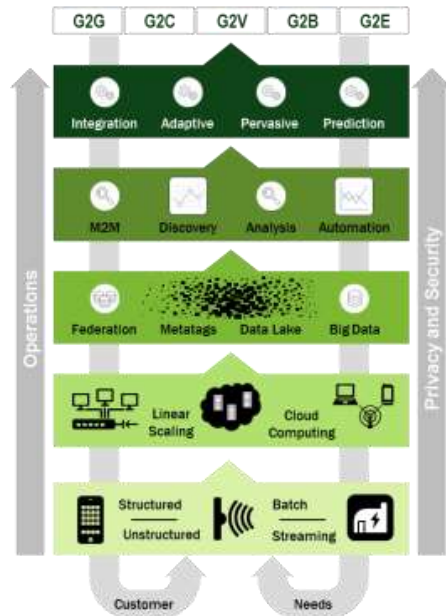 G2G G2C G2V G2B G2E
Integration Adaptive Pervasive Prediction
M2M Discovery Analysis Automation
Federation Metatags Data Lake Big Data
Linear
Scaling
Cloud
Computing
Structured
Unstructured
Batch
Streaming
Customer Needs
Operations
Privacy and Security